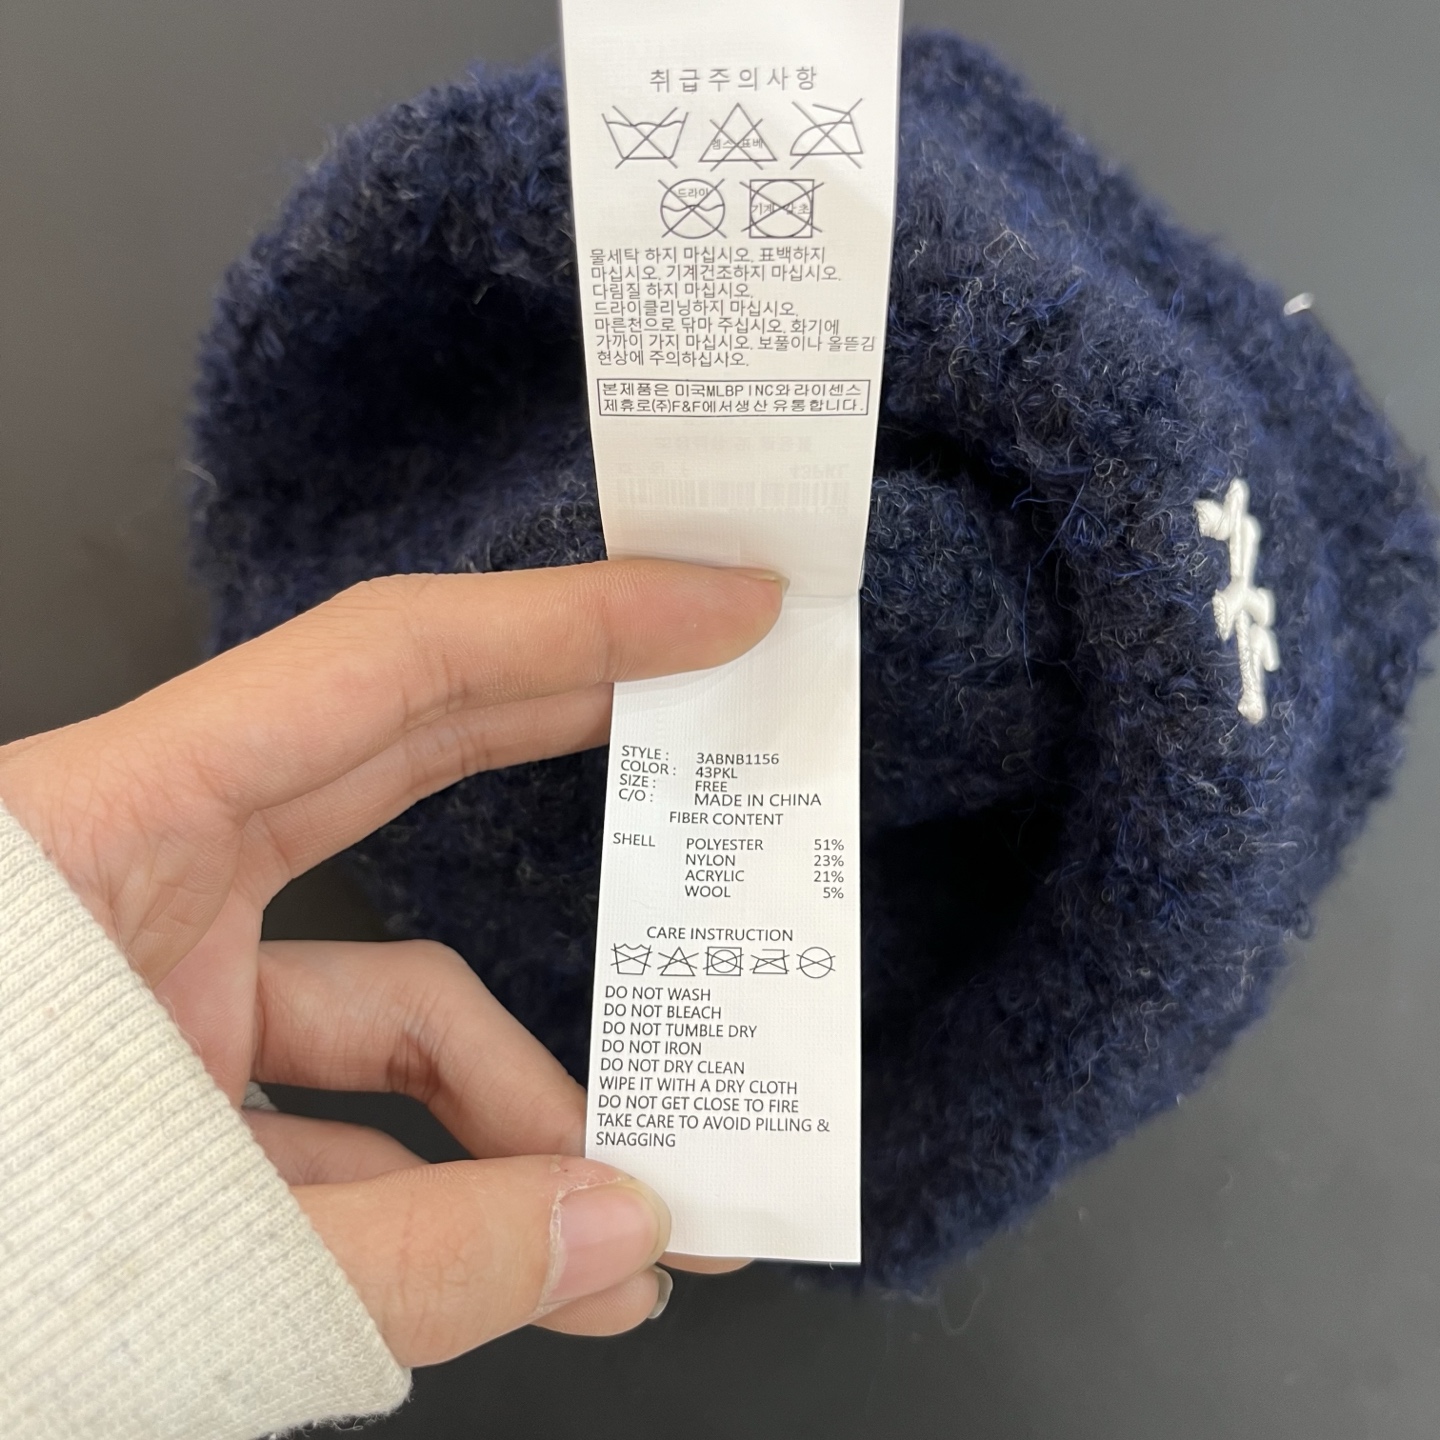 취급주의사항
드라이
물세탁 하지 마십시오. 표백하지
마십시오. 기계건조하지 마십시오.
다림질 하지 마십시오.
드라이클리닝하지 마십시오.
마른천으로 닦마 주십시오. 화기에
가까이 가지 마십시오. 보풀이나 올뜯김
현상에 주의하십시오.
본제품은 미국MLBP INC와 라이센스
제휴로(주)F&F에서 생산 유통합니다.
STYLE : 3ABNB1156
COLOR : 43PKL
SIZE : FREE
C/O : MADE IN CHINA
FIBER CONTENT
SHELL POLYESTER 51%
NYLON 23%
ACRYLIC 21%
WOOL 5%
CARE INSTRUCTION
DO NOT WASH
DO NOT BLEACH
DO NOT TUMBLE DRY
DO NOT IRON
DO NOT DRY CLEAN
WIPE IT WITH A DRY CLOTH
DO NOT GET CLOSE TO FIRE
TAKE CARE TO AVOID PILLING &
SNAGGING